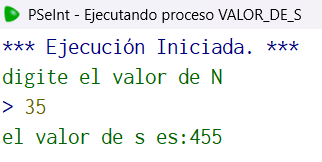 PSeInt - Ejecutando proceso VALOR_DE_S
*** Ejecución Iniciada. ***
digite el valor de N
> 35
el valor de s es:455